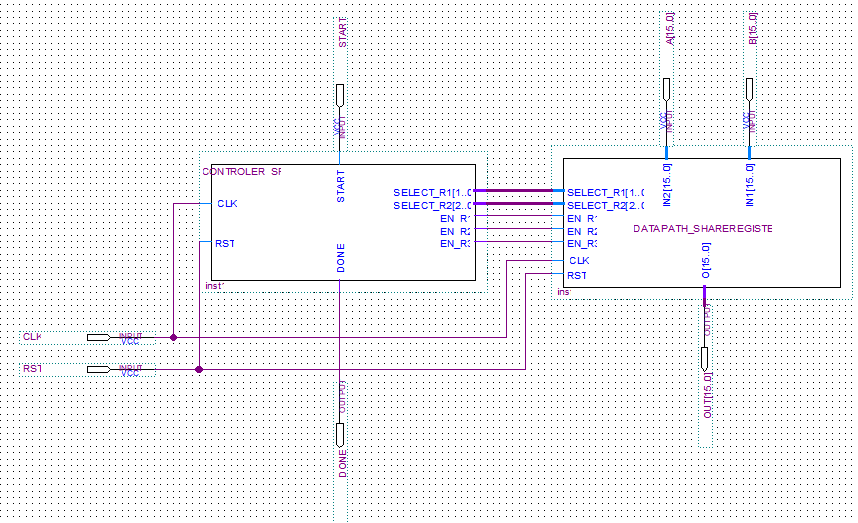 START
A[15..0]
B[15..0]
VCC
INPUT
VCC
INPUT
VCC
INPUT
CONTROLER_SF
START
CLK
RST
DONE
SELECT_R1[1..0
SELECT_R2[2..0
EN_R1
EN_R2
EN_R3
inst1
IN2[15..0]
IN1[15..0]
SELECT_R1[1..0
SELECT_R2[2..0
EN_R1
EN_R2
EN_R3
CLK
RST
DATAPATH_SHAREREGISTE
O[15..0]
inst
CLK
INPUT
VCC
RST
INPUT
VCC
OUTPUT
DONE
OUTPUT
OUT[15..0]